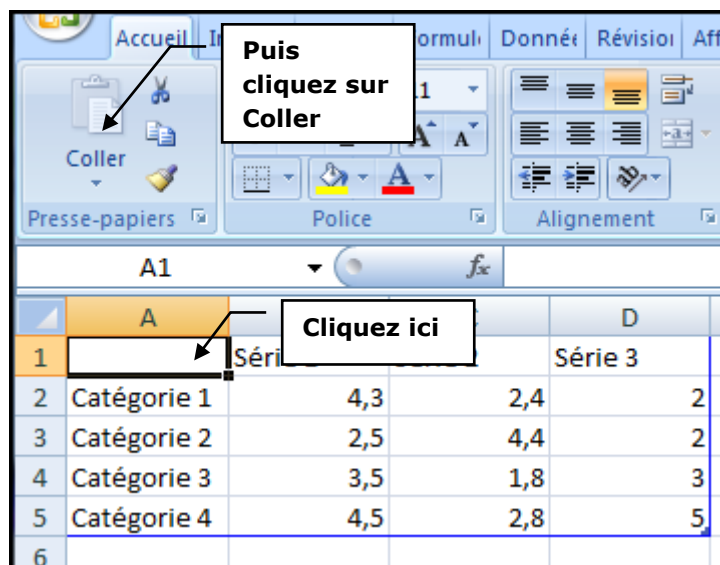 Accueil
Formule Donnée Révision Aff
Puis
cliquez sur
Coller
Coller
Presse-papiers Police Alignement
A1 fx
A D
Cliquez ici
1 Série 3
2 Catégorie 1 4,3 2,4 2
3 Catégorie 2 2,5 4,4 2
4 Catégorie 3 3,5 1,8 3
5 Catégorie 4 4,5 2,8 5
6